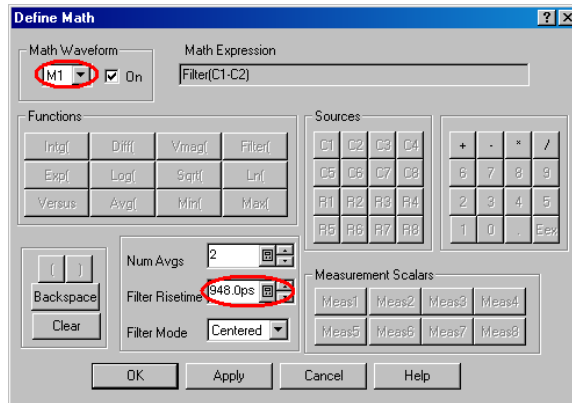 Define Math
Math Waveform
M1
On
Math Expression
Filter(C1-C2)
Functions
Intg( Diff( Vmag( Filter(
Exp( Log( Sqrt( Ln(
Versus Avg( Min( Max(
Sources
C1 C2 C3 C4
C5 C6 C7 C8
R1 R2 R3 R4
R5 R6 R7 R8
+ - * /
6 7 8 9
2 3 4 5
1 0 . Eex
( )
Backspace
Clear
Num Avgs 2
Filter Risetime 948.0ps
Filter Mode Centered
Measurement Scalars
Meas1 Meas2 Meas3 Meas4
Meas5 Meas6 Meas7 Meas8
OK Apply Cancel Help